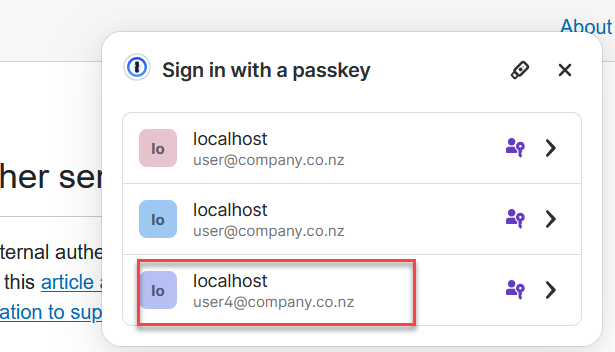 About
Sign in with a passkey
lo
localhost
user@company.co.nz
her ser
lo
localhost
user@company.co.nz
ternal authe
this article a
lo
localhost
user4@company.co.nz
ation to sup